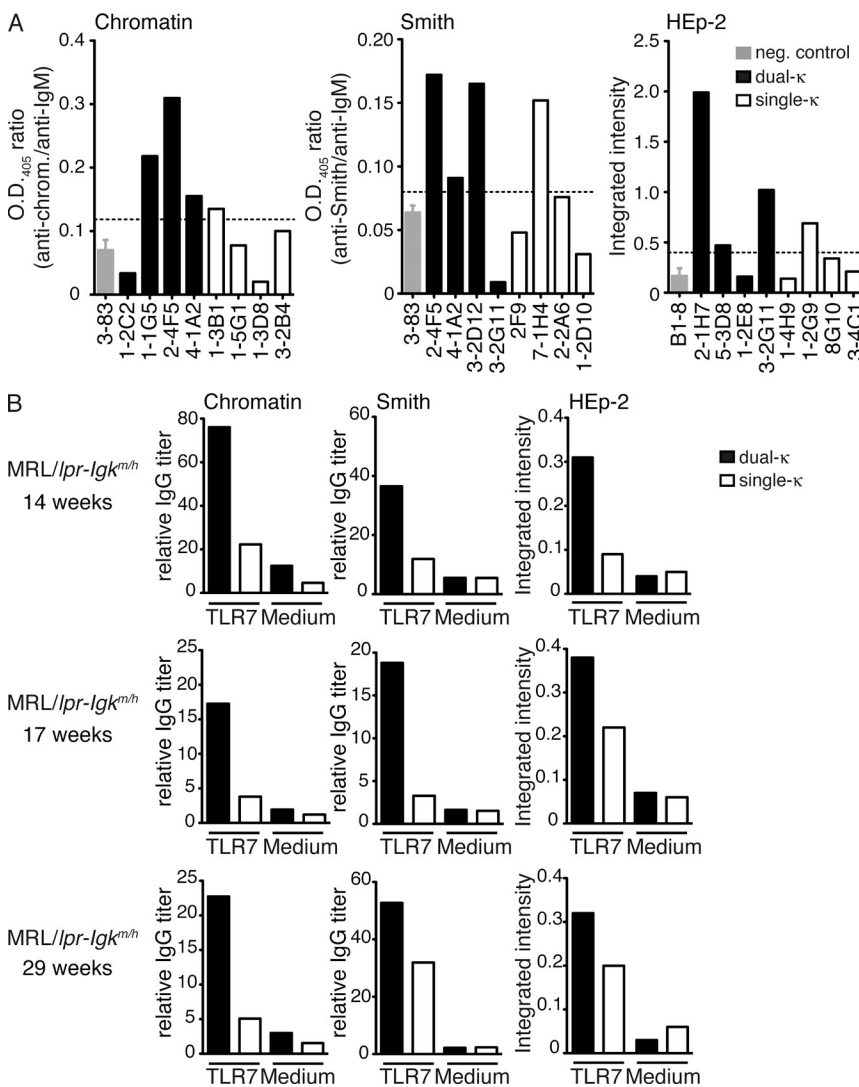 A
Chromatin
O.D.405 ratio
(anti-chrom./anti-IgM)
0.4
0.3
0.2
0.1
0
3-83
1-2C2
1-1G5
2-4F5
4-1A2
1-3B1
1-5G1
1-3D8
3-2B4
Smith
O.D.405 ratio
(anti-Smith/anti-IgM)
0.20
0.15
0.10
0.05
0
3-83
2-4F5
4-1A2
3-2D12
3-2G11
2F9
7-1H4
2-2A6
1-2D10
HEp-2
Integrated intensity
2.5
2.0
1.5
1.0
0.5
0
B1-8
2-1H7
5-3D8
1-2E8
3-2G11
1-4H9
1-2G9
8G10
3-4C1
neg. control
dual-κ
single-κ
B
MRL/lpr-Igkm/h
14 weeks
Chromatin
relative IgG titer
80
60
40
20
0
TLR7 Medium
Smith
relative IgG titer
60
40
20
0
TLR7 Medium
HEp-2
Integrated intensity
0.4
0.3
0.2
0.1
0
TLR7 Medium
dual-κ
single-κ
MRL/lpr-Igkm/h
17 weeks
relative IgG titer
25
20
15
10
5
0
TLR7 Medium
relative IgG titer
20
15
10
5
0
TLR7 Medium
Integrated intensity
0.4
0.3
0.2
0.1
0
TLR7 Medium
MRL/lpr-Igkm/h
29 weeks
relative IgG titer
25
20
15
10
5
0
TLR7 Medium
relative IgG titer
60
40
20
0
TLR7 Medium
Integrated intensity
0.4
0.3
0.2
0.1
0
TLR7 Medium